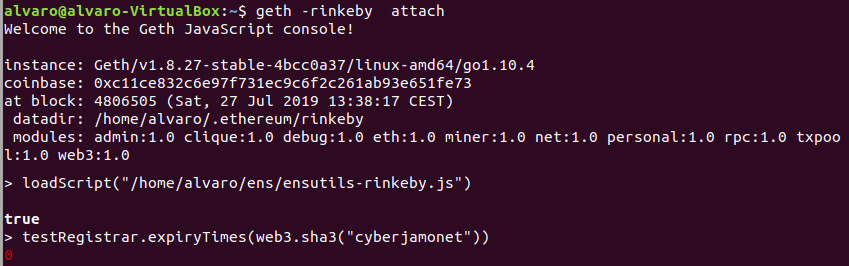 alvaro@alvaro-VirtualBox:~$ geth -rinkeby  attach
Welcome to the Geth JavaScript console!
instance: Geth/v1.8.27-stable-4bcc0a37/linux-amd64/go1.10.4
coinbase: 0xc11ce832c6e97f731ec9c6f2c261ab93e651fe73
at block: 4806505 (Sat, 27 Jul 2019 13:38:17 CEST)
 datadir: /home/alvaro/.ethereum/rinkeby
 modules: admin:1.0 clique:1.0 debug:1.0 eth:1.0 miner:1.0 net:1.0 personal:1.0 rpc:1.0 txpoo
l:1.0 web3:1.0
> loadScript("/home/alvaro/ens/ensutils-rinkeby.js")
true
> testRegistrar.expiryTimes(web3.sha3("cyberjamonet"))
0